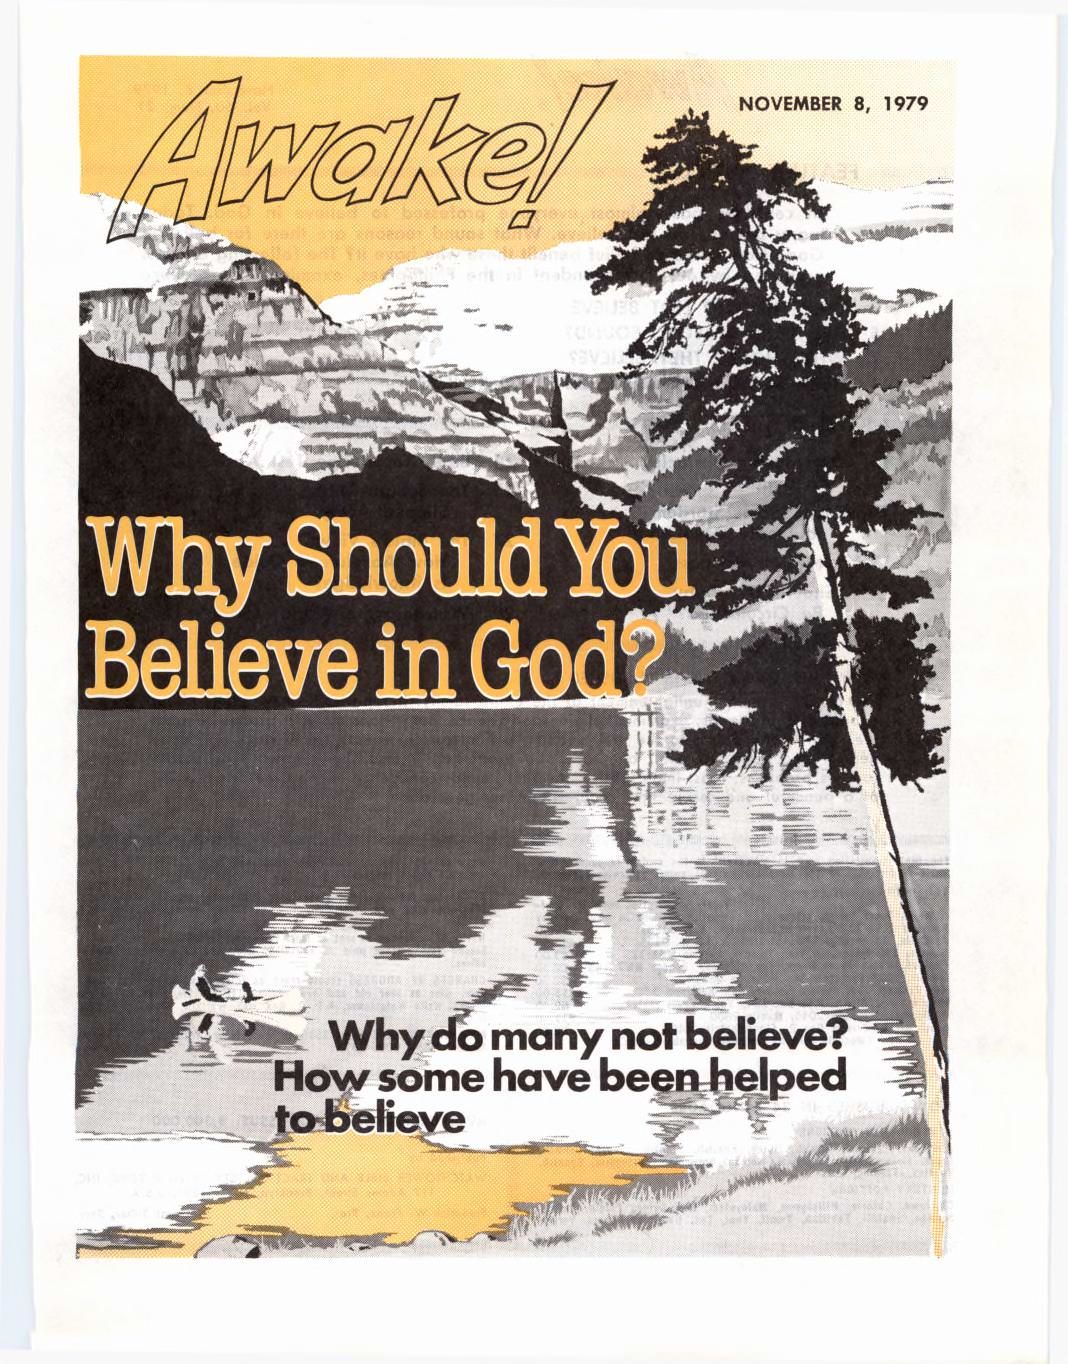 Awake!
NOVEMBER 8, 1979
Why Should You
Believe in God?
Why do many not believe?
How some have been helped
to believe